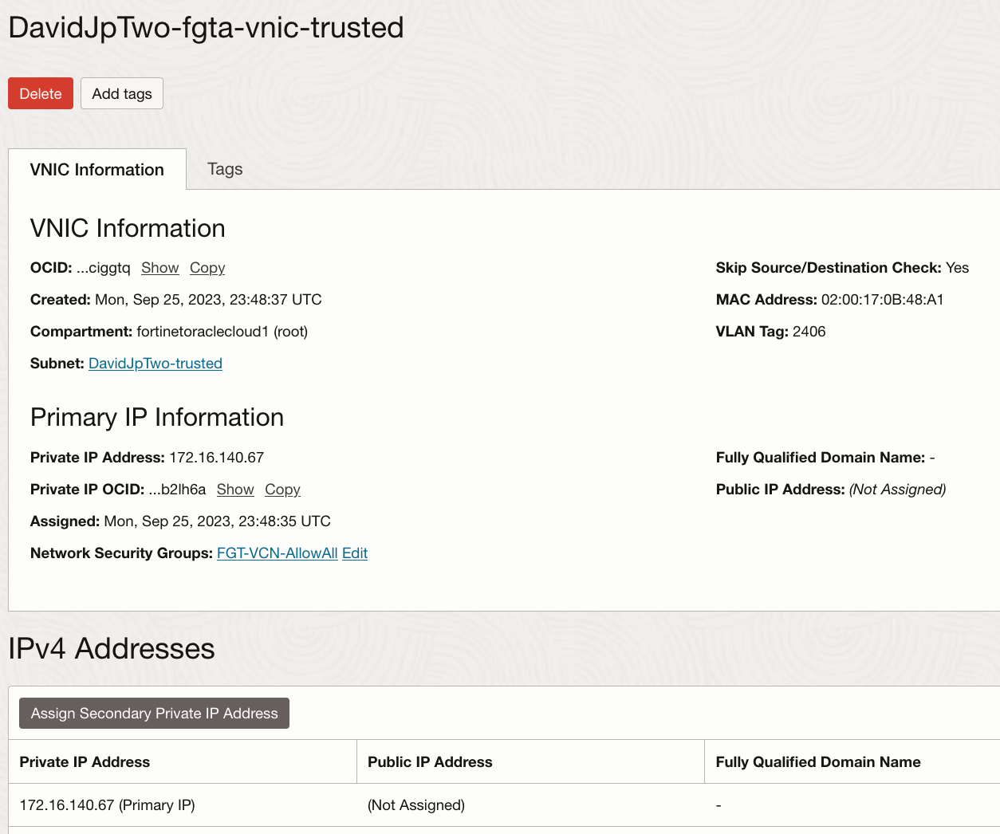 DavidJpTwo-fgta-vnic-trusted
Delete Add tags
VNIC Information Tags
VNIC Information
OCID: ...ciggtq Show Copy
Skip Source/Destination Check: Yes
Created: Mon, Sep 25, 2023, 23:48:37 UTC
MAC Address: 02:00:17:0B:48:A1
Compartment: fortinetoraclecloud1 (root)
VLAN Tag: 2406
Subnet: DavidJpTwo-trusted
Primary IP Information
Private IP Address: 172.16.140.67
Fully Qualified Domain Name: -
Private IP OCID: ...b2lh6a Show Copy
Public IP Address: (Not Assigned)
Assigned: Mon, Sep 25, 2023, 23:48:35 UTC
Network Security Groups: FGT-VCN-AllowAll Edit
IPv4 Addresses
Assign Secondary Private IP Address
Private IP Address Public IP Address Fully Qualified Domain Name
172.16.140.67 (Primary IP) (Not Assigned) -